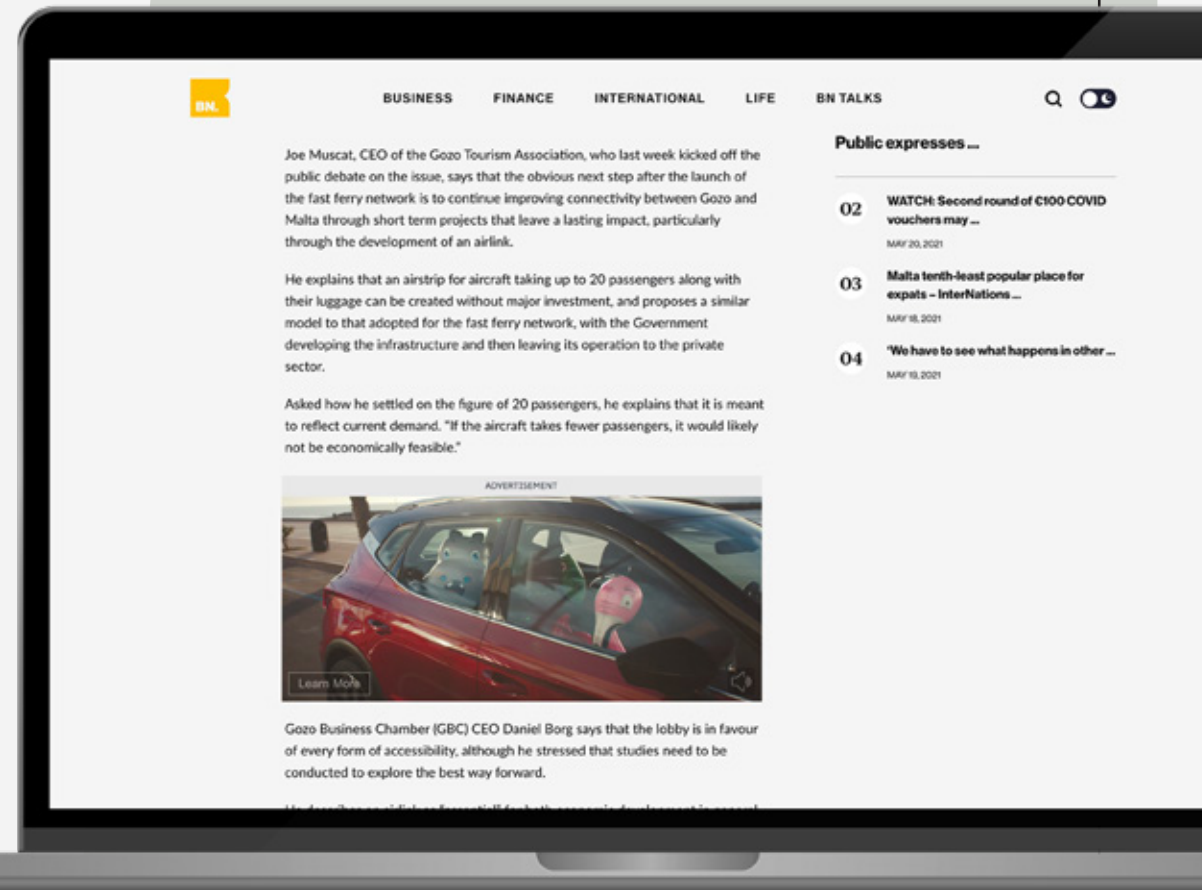 BN.
BUSINESS
FINANCE
INTERNATIONAL
LIFE
BN TALKS
Joe Muscat, CEO of the Gozo Tourism Association, who last week kicked off the
public debate on the issue, says that the obvious next step after the launch of
the fast ferry network is to continue improving connectivity between Gozo and
Malta through short term projects that leave a lasting impact, particularly
through the development of an airlink.
He explains that an airstrip for aircraft taking up to 20 passengers along with
their luggage can be created without major investment, and proposes a similar
model to that adopted for the fast ferry network, with the Government
developing the infrastructure and then leaving its operation to the private
sector.
Asked how he settled on the figure of 20 passengers, he explains that it is meant
to reflect current demand. "If the aircraft takes fewer passengers, it would likely
not be economically feasible."
ADVERTISEMENT
Learn More
Gozo Business Chamber (GBC) CEO Daniel Borg says that the lobby is in favour
of every form of accessibility, although he stressed that studies need to be
conducted to explore the best way forward.
Public expresses ...
02
WATCH: Second round of €100 COVID
vouchers may ...
MAY 20, 2021
03
Malta tenth-least popular place for
expats – InterNations ...
MAY 18, 2021
04
'We have to see what happens in other ...
MAY 19, 2021